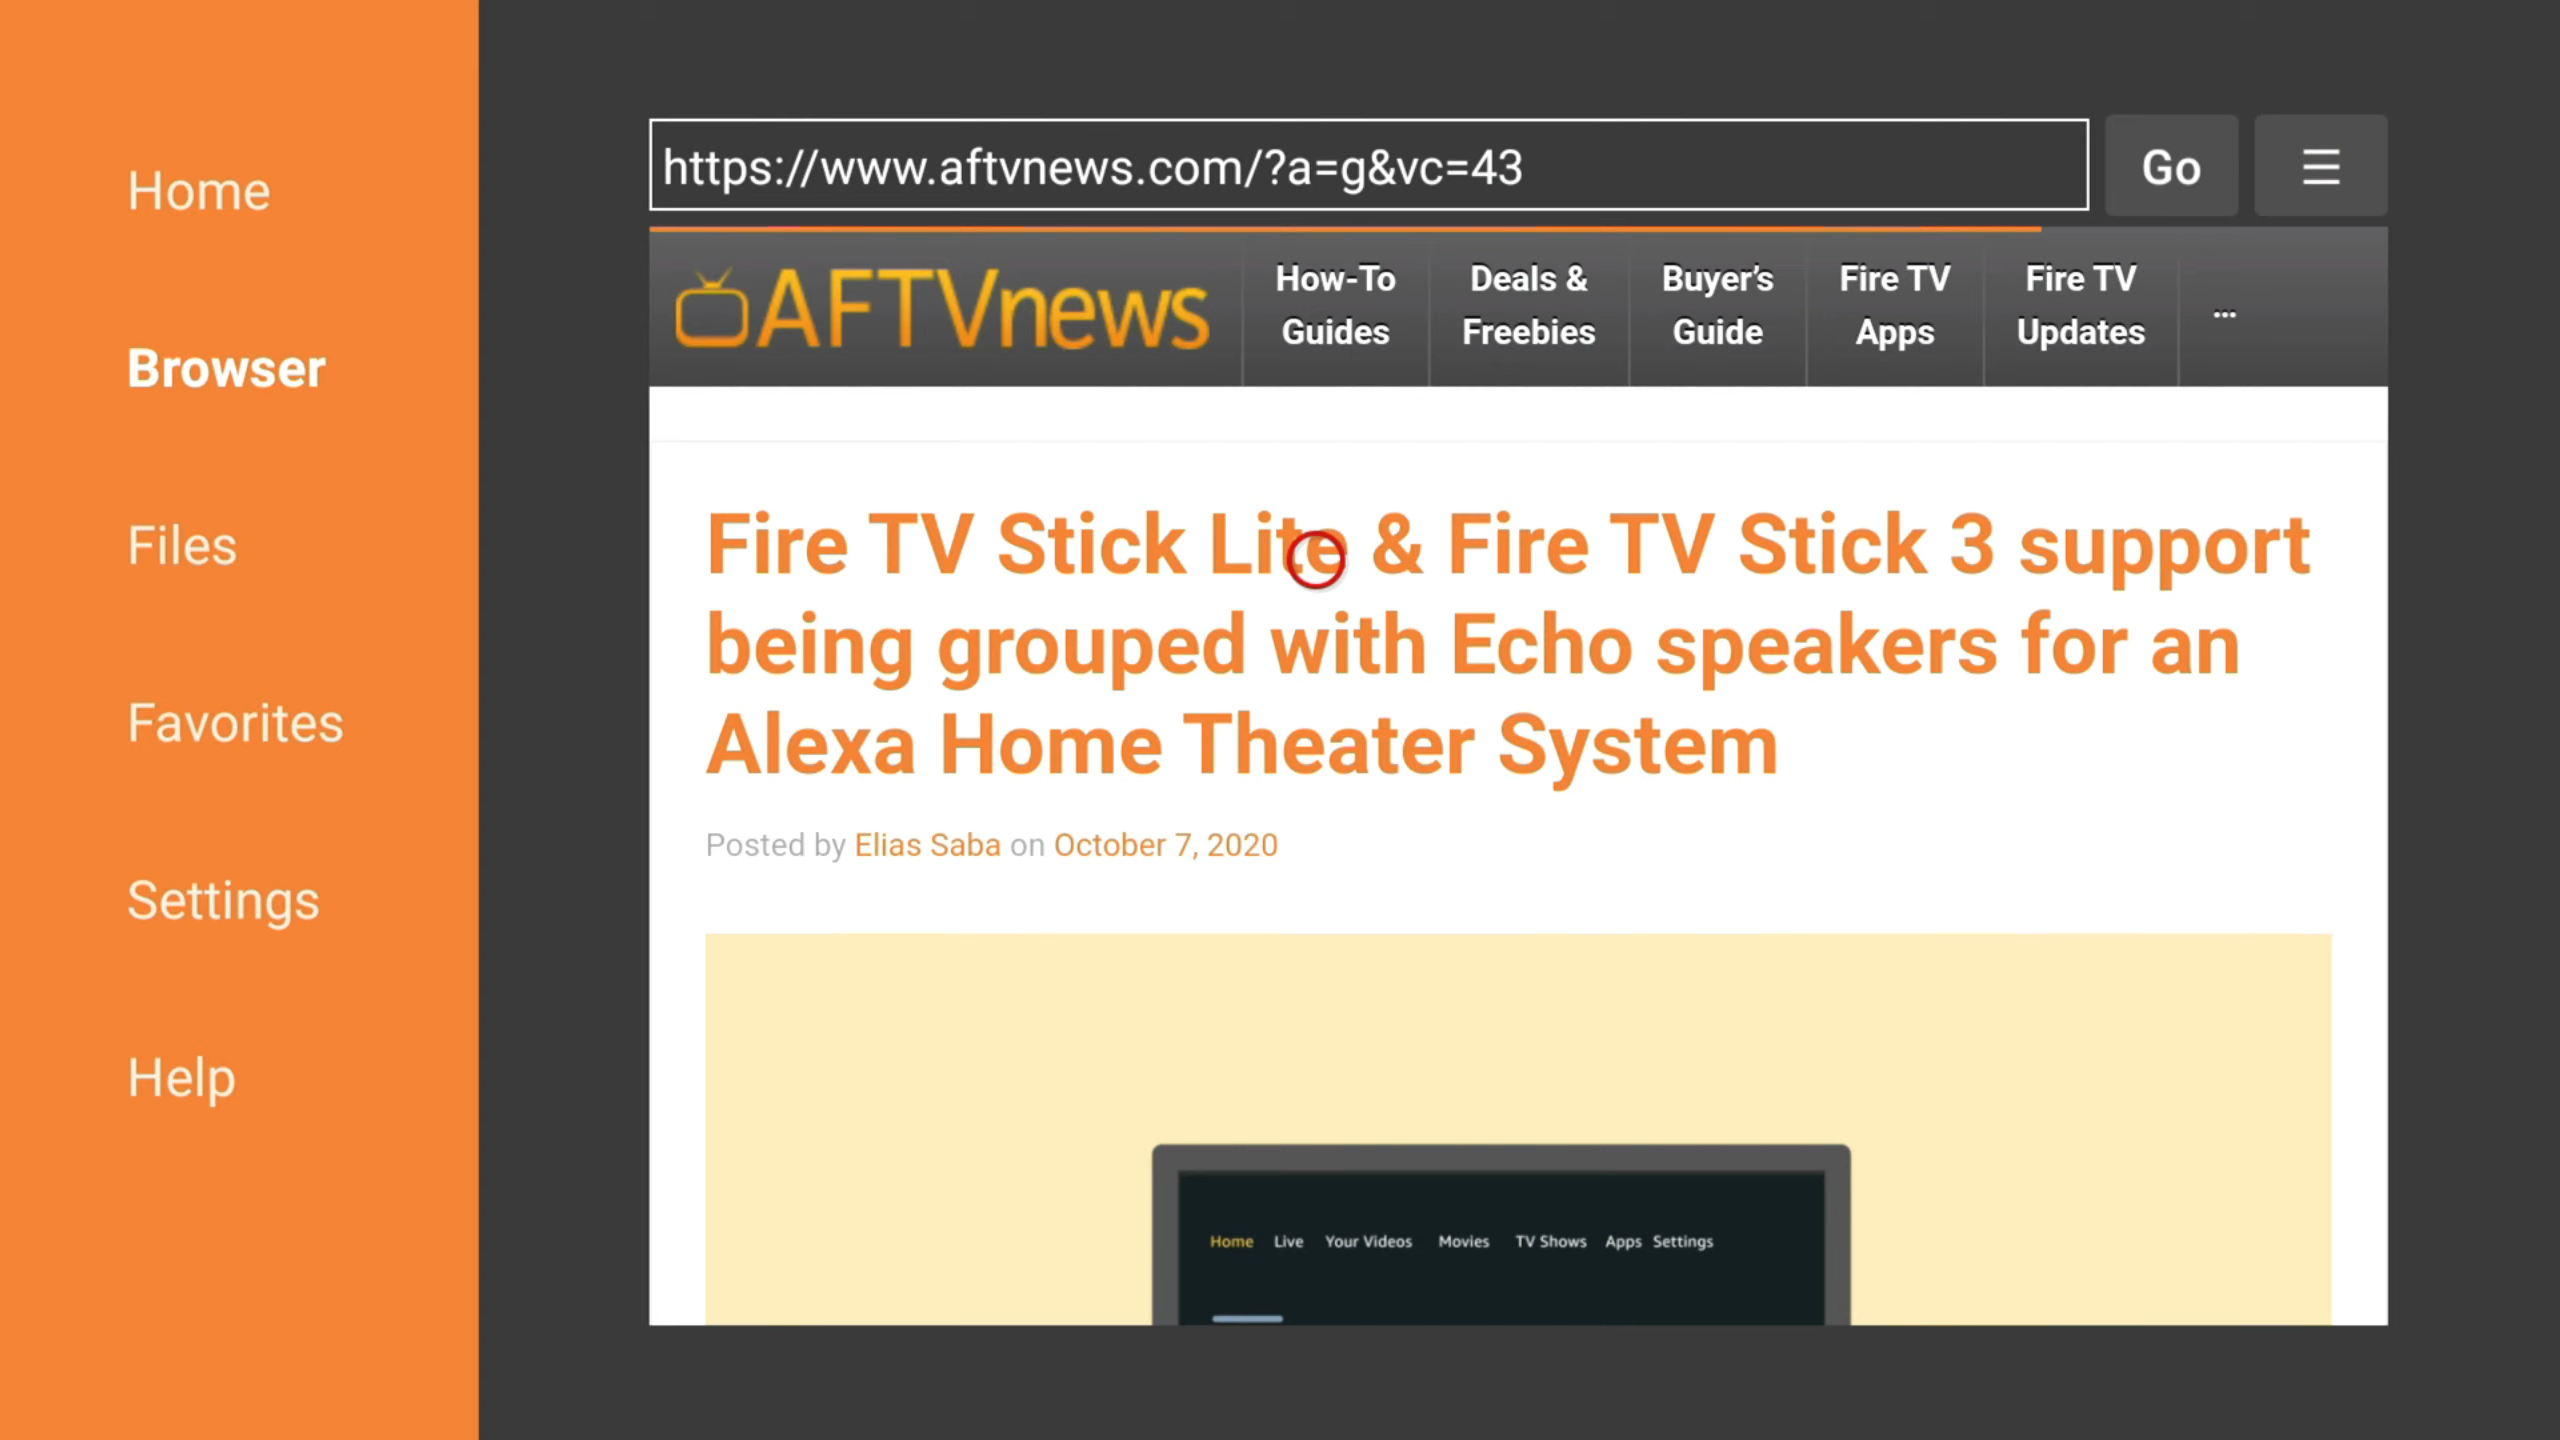 Home
Browser
Files
Favorites
Settings
Help
https://www.aftvnews.com/?a=g&vc=43
Go
☰
AFTVnews
How-To
Guides
Deals &
Freebies
Buyer's
Guide
Fire TV
Apps
Fire TV
Updates
...
Fire TV Stick Lite & Fire TV Stick 3 support
being grouped with Echo speakers for an
Alexa Home Theater System
Posted by Elias Saba on October 7, 2020
Home Live Your Videos Movies TV Shows Apps Settings